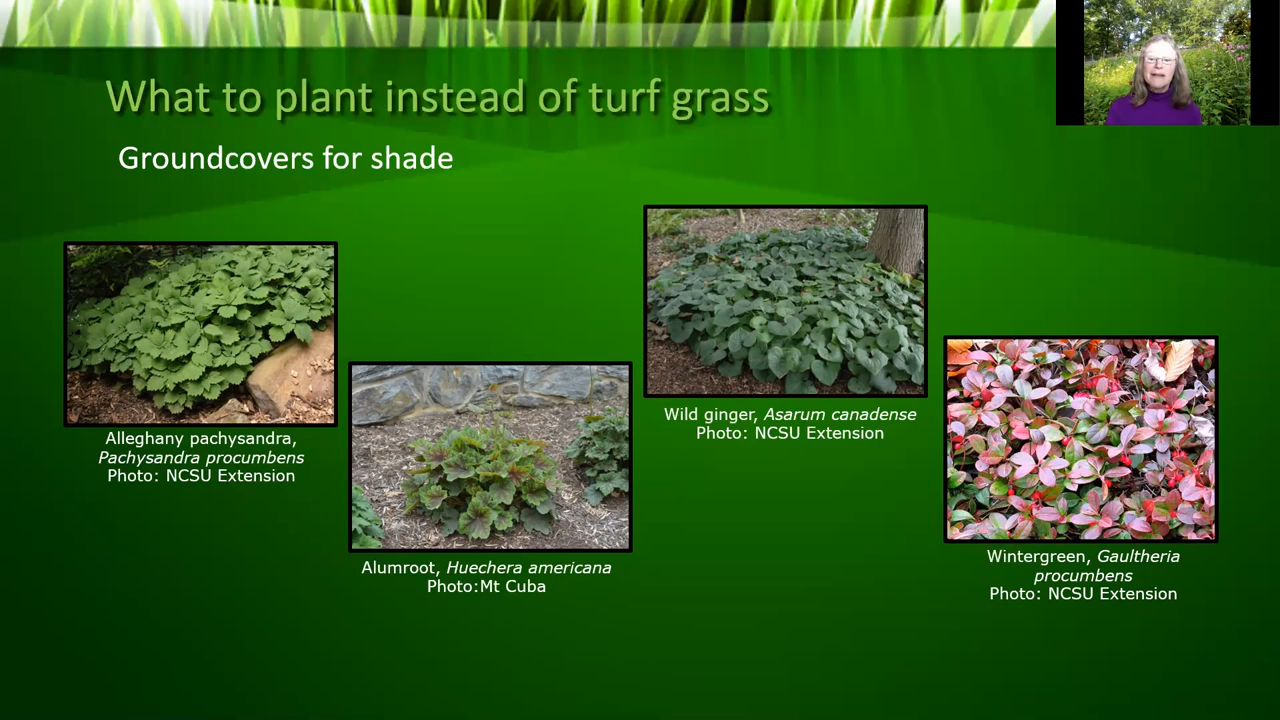 What to plant instead of turf grass
Groundcovers for shade
Alleghany pachysandra,
Pachysandra procumbens
Photo: NCSU Extension
Alumroot, Huechera americana
Photo:Mt Cuba
Wild ginger, Asarum canadense
Photo: NCSU Extension
Wintergreen, Gaultheria
procumbens
Photo: NCSU Extension